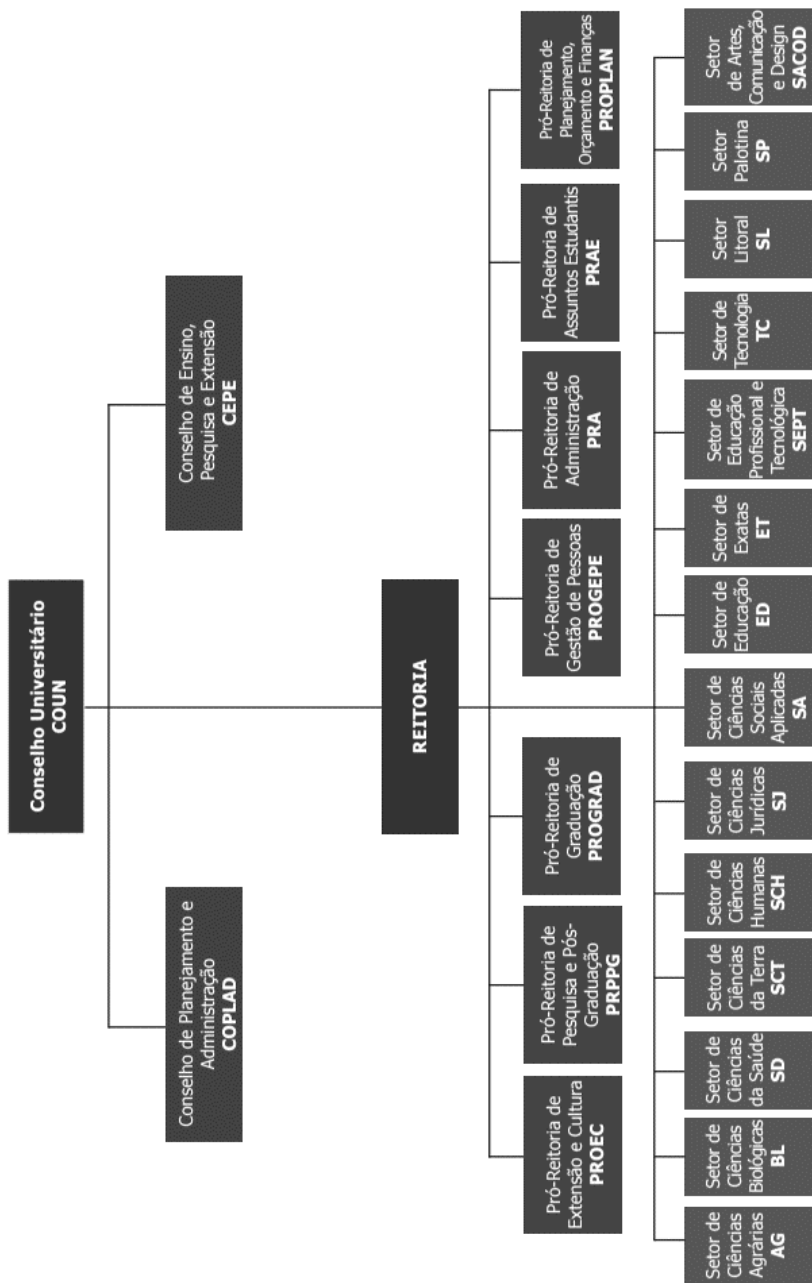 Conselho Universitário
COUN
Conselho de Planejamento e
Administração
COPLAD
Conselho de Ensino,
Pesquisa e Extensão
CEPE
REITORIA
Pró-Reitoria de
Extensão e Cultura
PROEC
Pró-Reitoria de
Pesquisa e Pós-
Graduação
PRPPG
Pró-Reitoria de
Graduação
PROGRAD
Pró-Reitoria de
Gestão de Pessoas
PROGEPE
Pró-Reitoria de
Administração
PRA
Pró-Reitoria de
Assuntos Estudantis
PRAE
Pró-Reitoria de
Planejamento,
Orçamento e Finanças
PROPLAN
Setor de
Ciências
Agrárias
AG
Setor de
Ciências
Biológicas
BL
Setor de
Ciências
da Saúde
SD
Setor de
Ciências
da Terra
SCT
Setor de
Ciências
Humanas
SCH
Setor de
Ciências
Jurídicas
SJ
Setor de
Ciências
Sociais
Aplicadas
SA
Setor de
Educação
ED
Setor de
Exatas
ET
Setor de
Educação
Profissional e
Tecnológica
SEPT
Setor de
Tecnologia
TC
Setor
Litoral
SL
Setor
Palotina
SP
Setor
de Artes,
Comunicação
e Design
SACOD